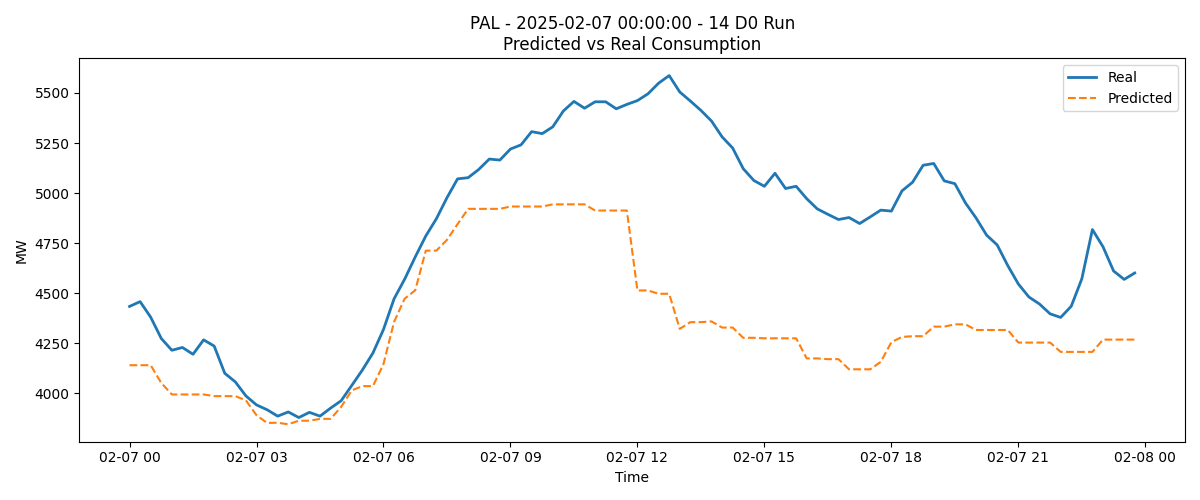 PAL - 2025-02-07 00:00:00 - 14 D0 Run
Predicted vs Real Consumption
Real
Predicted
MW
5500
5250
5000
4750
4500
4250
4000
02-07 00
02-07 03
02-07 06
02-07 09
02-07 12
02-07 15
02-07 18
02-07 21
02-08 00
Time